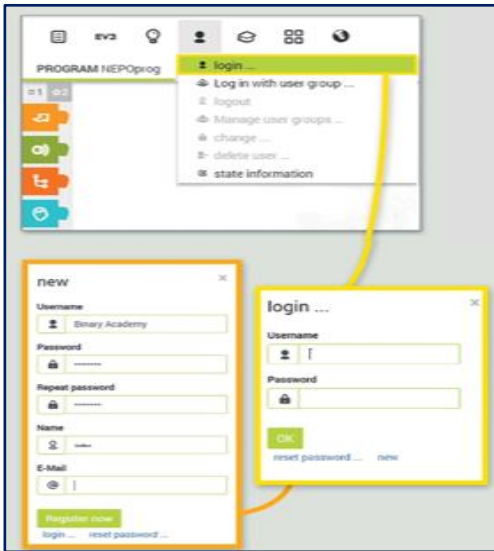 EV3
PROGRAM NEPOprog
login ...
Log in with user group ...
logout
Manage user groups ...
change ...
delete user ...
state information
1 2
new
Username
Binary Academy
Password
Repeat password
Name
E-Mail
@
Register now
login ... reset password ...
login ...
Username
Password
OK
reset password ... new